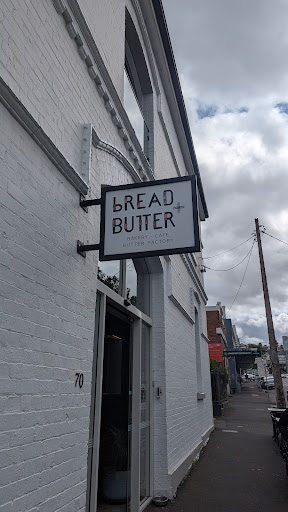 bREAD +
BUTTER
BAKERY · CAFE
BUTTER FACTORY
70